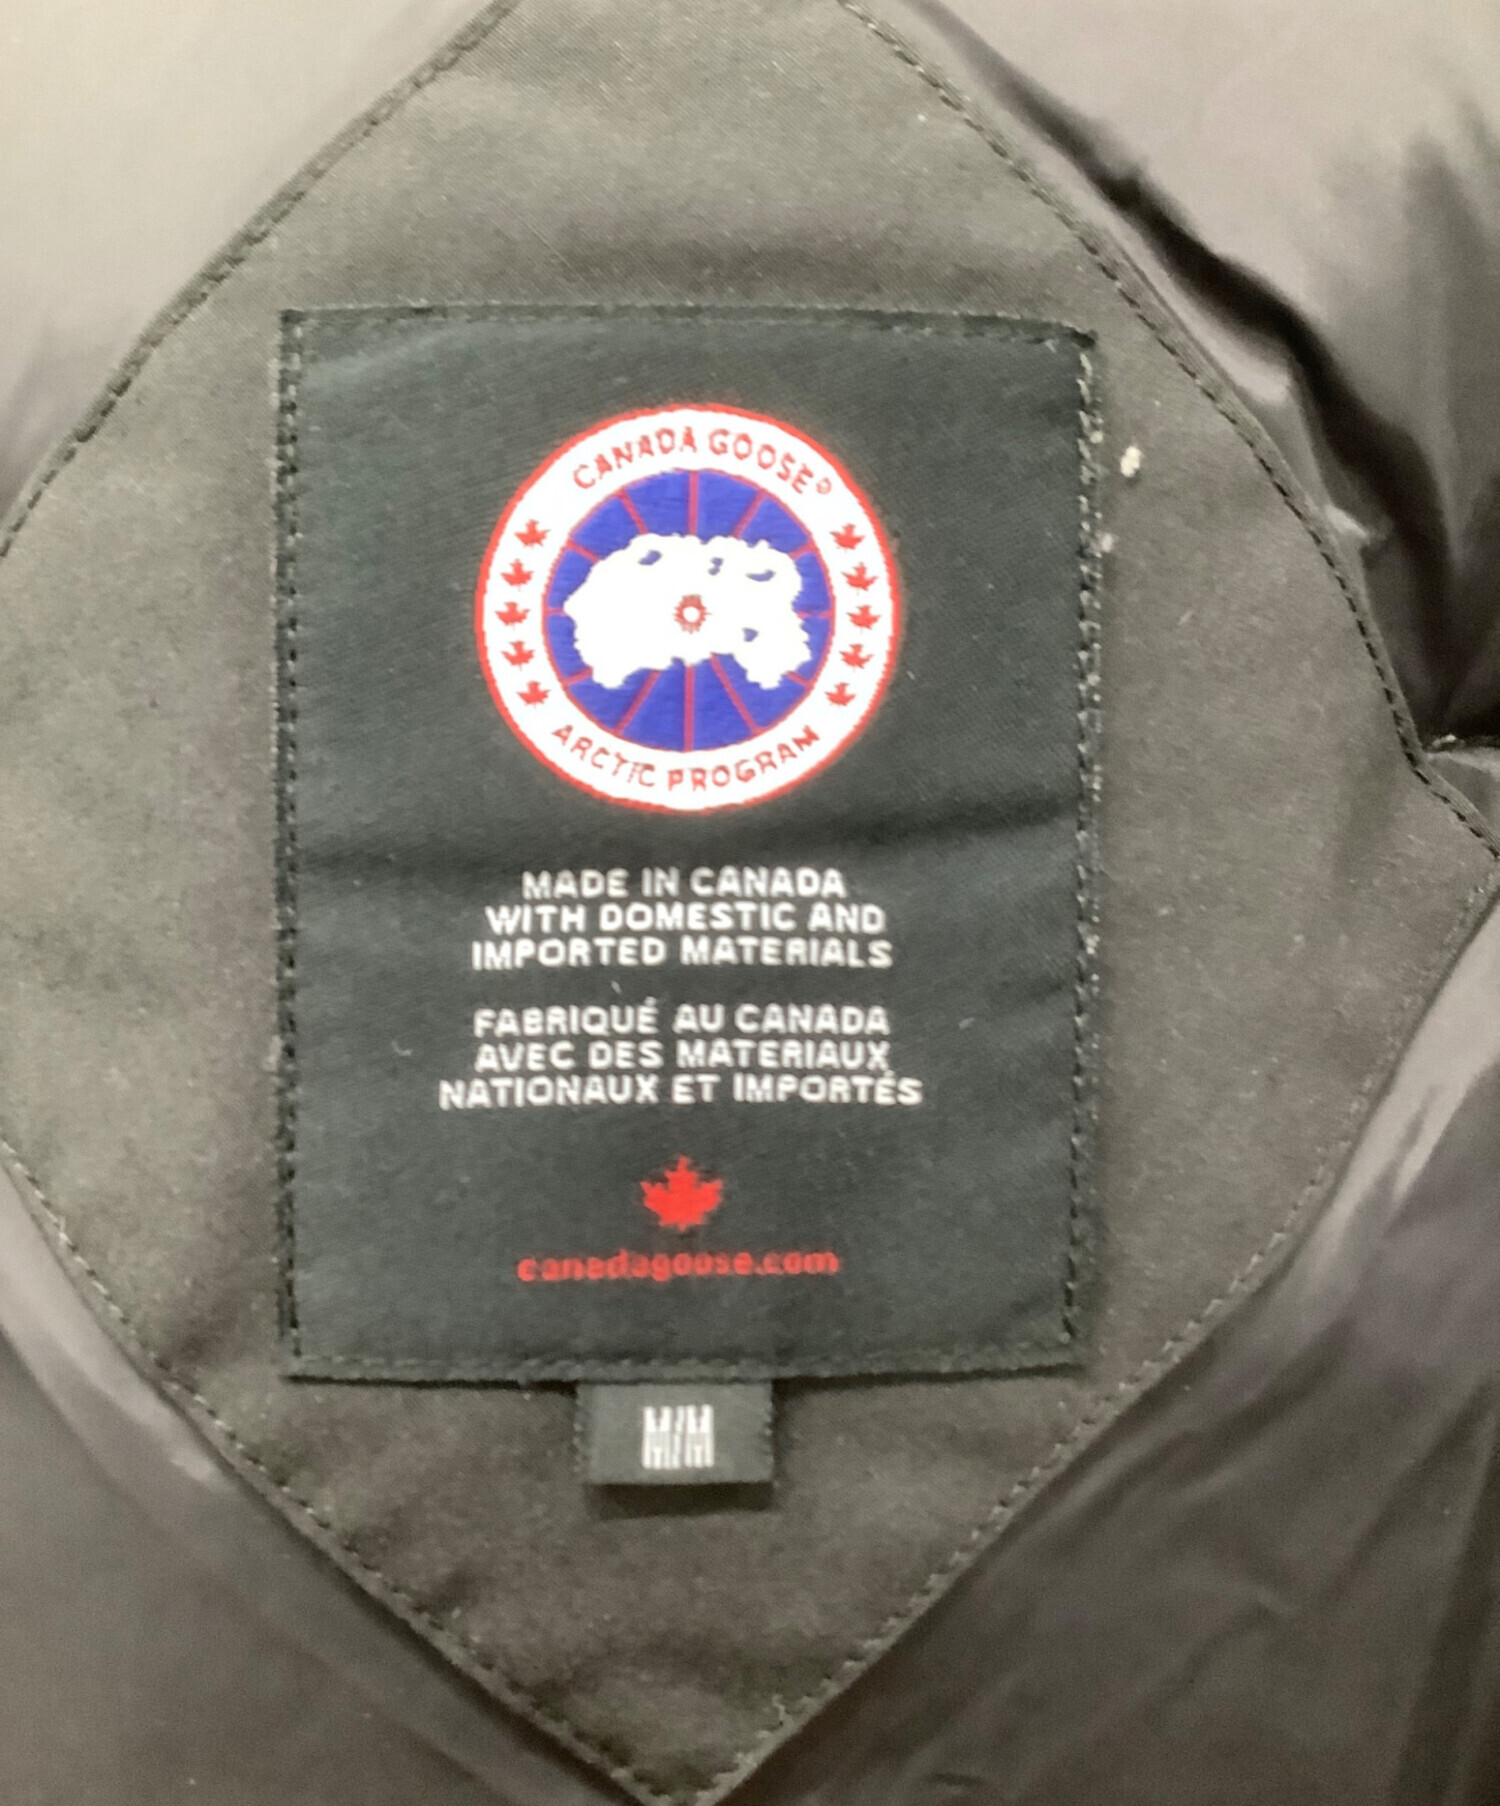 CANADA GOOSE®
ARCTIC PROGRAM
MADE IN CANADA
WITH DOMESTIC AND
IMPORTED MATERIALS
FABRIQUÉ AU CANADA
AVEC DES MATERIAUX
NATIONAUX ET IMPORTÉS
canadagoose.com
M/M